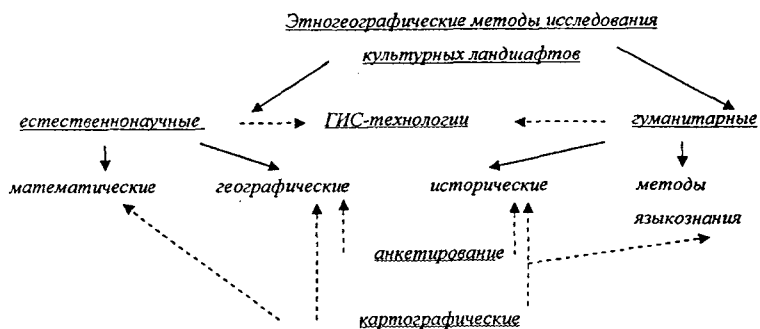 Этногеографические методы исследования
культурных ландшафтов
естественнонаучные ГИС-технологии гуманитарные
математические географические исторические методы
языкознания
анкетирование
картографические